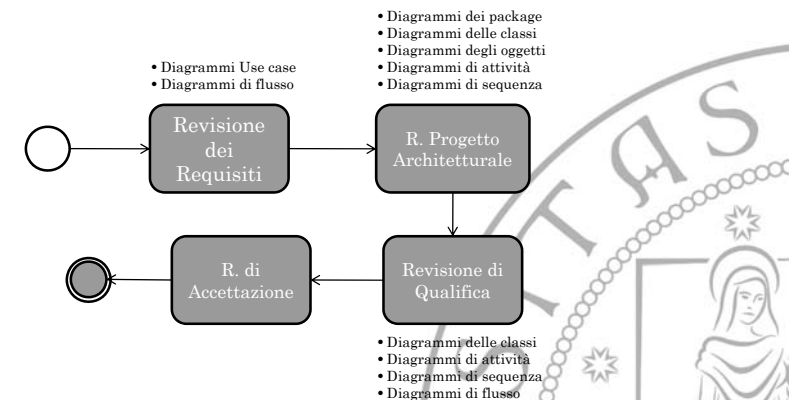 • Diagrammi dei package
• Diagrammi delle classi
• Diagrammi degli oggetti
• Diagrammi di attività
• Diagrammi di sequenza
• Diagrammi Use case
• Diagrammi di flusso
Revisione
dei
Requisiti
R. Progetto
Architetturale
R. di
Accettazione
Revisione di
Qualifica
• Diagrammi delle classi
• Diagrammi di attività
• Diagrammi di sequenza
• Diagrammi di flusso
SITAS